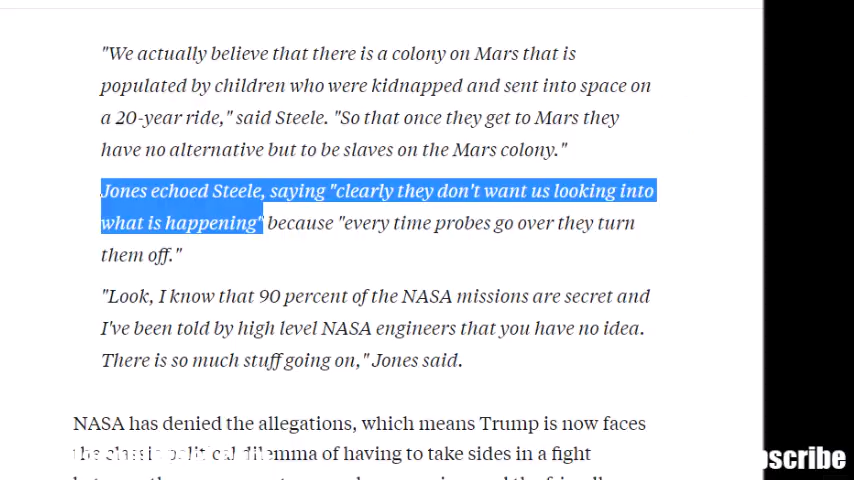 "We actually believe that there is a colony on Mars that is
populated by children who were kidnapped and sent into space on
a 20-year ride," said Steele. "So that once they get to Mars they
have no alternative but to be slaves on the Mars colony."
Jones echoed Steele, saying "clearly they don't want us looking into
what is happening" because "every time probes go over they turn
them off."
"Look, I know that 90 percent of the NASA missions are secret and
I've been told by high level NASA engineers that you have no idea.
There is so much stuff going on," Jones said.
NASA has denied the allegations, which means Trump is now faces
the classic political dilemma of having to take sides in a fight